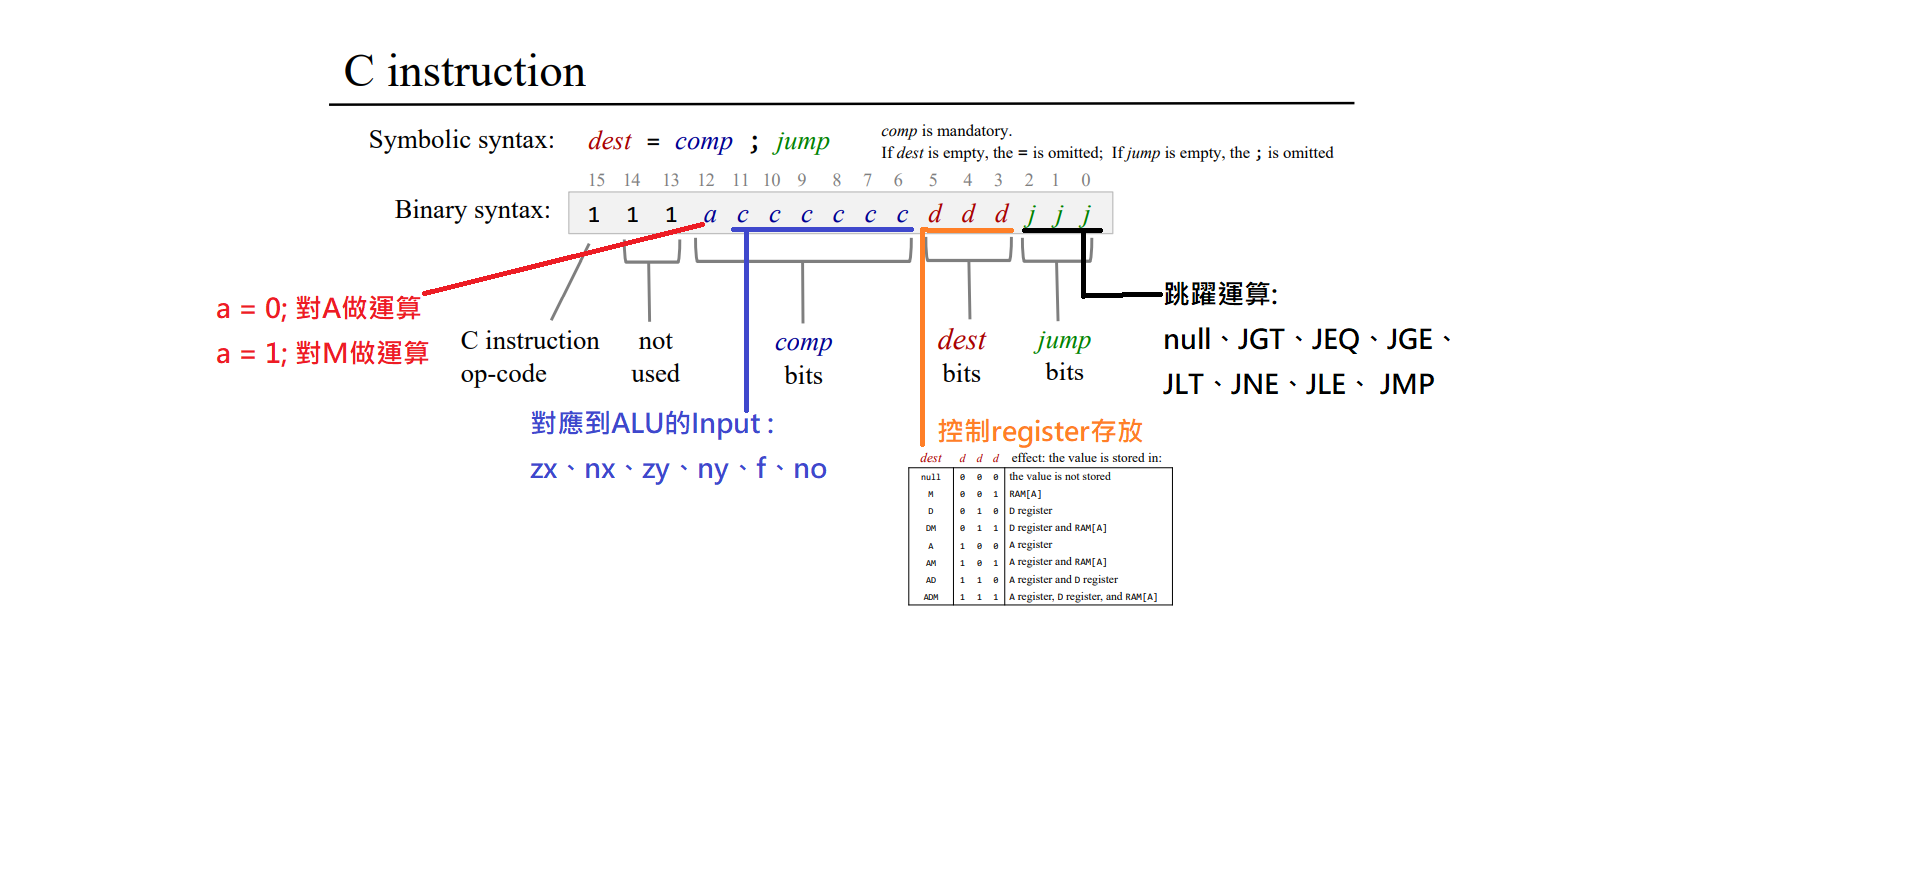 C instruction
Symbolic syntax: dest = comp ; jump
comp is mandatory.
If dest is empty, the = is omitted; If jump is empty, the ; is omitted
15 14 13 12 11 10 9 8 7 6 5 4 3 2 1 0
Binary syntax: 1 1 1 a c c c c c c d d d j j j
a = 0; 對A做運算
a = 1; 對M做運算
C instruction
op-code
not
used
comp
bits
dest
bits
jump
bits
跳躍運算:
null、JGT、JEQ、JGE、
JLT、JNE、JLE、 JMP
對應到ALU的Input :
zx、nx、zy、ny、f、no
控制register存放
dest d d d effect: the value is stored in:
null 0 0 0 the value is not stored
M 0 0 1 RAM[A]
D 0 1 0 D register
DM 0 1 1 D register and RAM[A]
A 1 0 0 A register
AM 1 0 1 A register and RAM[A]
AD 1 1 0 A register and D register
ADM 1 1 1 A register, D register, and RAM[A]